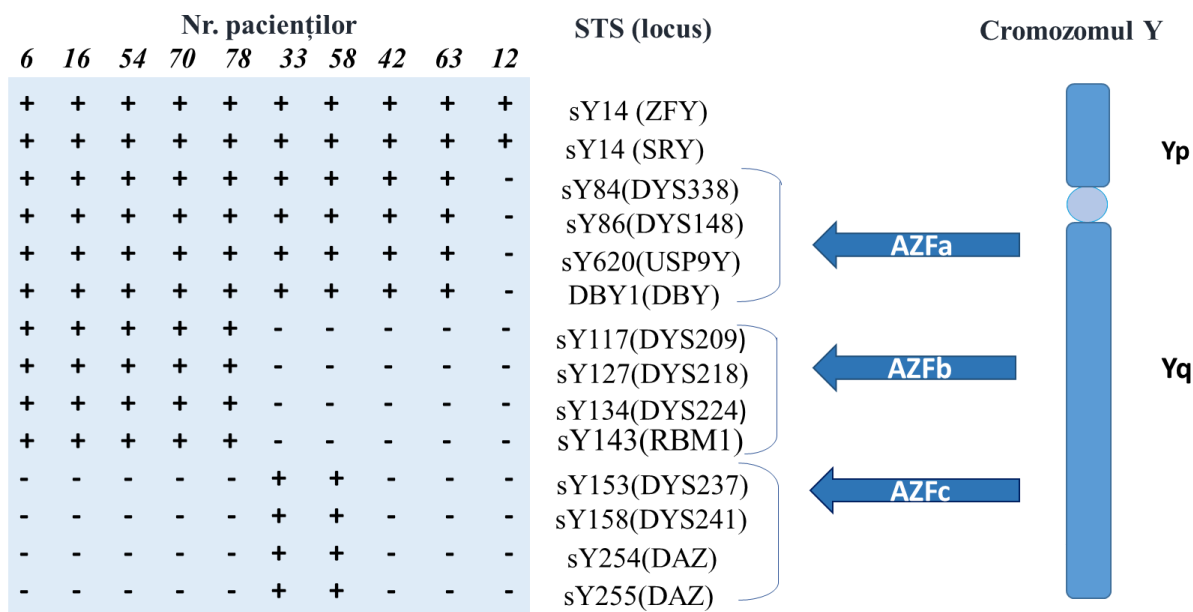 Nr. pacienților
STS (locus)
Cromozomul Y
6 16 54 70 78 33 58 42 63 12
+ + + + + + + + + + sY14 (ZFY)
+ + + + + + + + + + sY14 (SRY)
Yp
+ + + + + + + + + - sY84(DYS338)
+ + + + + + + + + - sY86(DYS148)
AZFa
+ + + + + + + + + - sY620(USP9Y)
+ + + + + + + + + - DBY1(DBY)
+ + + + + - - - - - sY117(DYS209)
+ + + + + - - - - - sY127(DYS218)
AZFb
Yq
+ + + + + - - - - - sY134(DYS224)
+ + + + + - - - - - sY143(RBM1)
- - - - - + + - - - sY153(DYS237)
AZFc
- - - - - + + - - - sY158(DYS241)
- - - - - + + - - - sY254(DAZ)
- - - - - + + - - - sY255(DAZ)